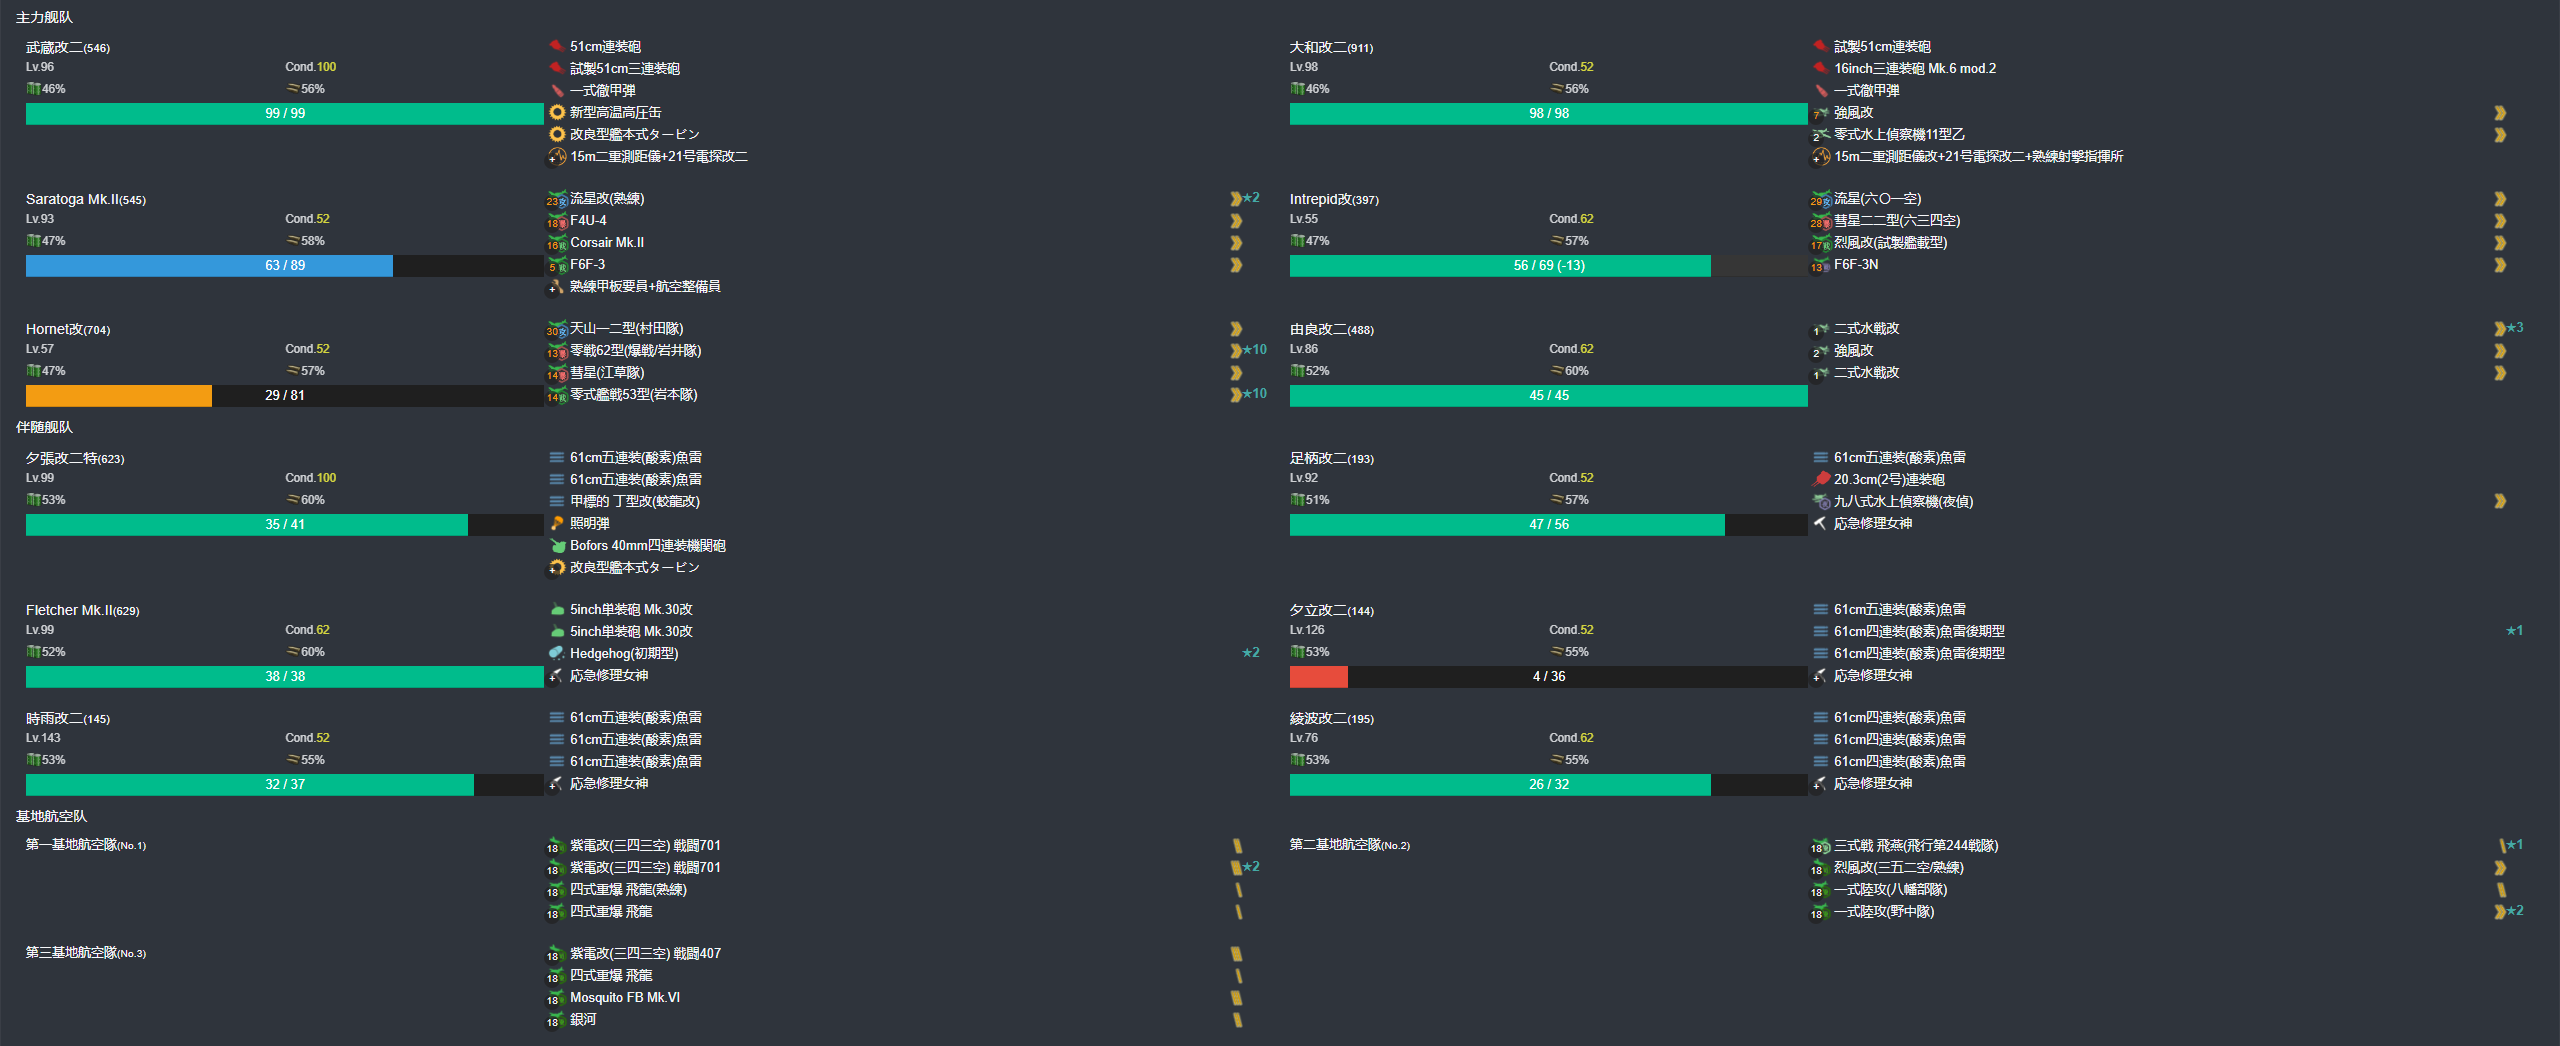 主力舰队
武蔵改二(546)
Lv.96 Cond.100
46% 56%
99 / 99
51cm連装砲
試製51cm三連装砲
一式徹甲弾
新型高温高圧缶
改良型艦本式タービン
15m二重測距儀+21号電探改二
大和改二(911)
Lv.98 Cond.52
46% 56%
98 / 98
試製51cm連装砲
16inch三連装砲 Mk.6 mod.2
一式徹甲弾
7 強風改
2 零式水上偵察機11型乙
15m二重測距儀改+21号電探改二+熟練射撃指揮所
Saratoga Mk.II(545)
Lv.93 Cond.52
47% 58%
63 / 89
23 流星改(熟練) ★2
18 F4U-4
16 Corsair Mk.II
5 F6F-3
熟練甲板要員+航空整備員
Intrepid改(397)
Lv.55 Cond.62
47% 57%
56 / 69 (-13)
29 流星(六〇一空)
28 彗星二二型(六三四空)
17 烈風改(試製艦載型)
13 F6F-3N
Hornet改(704)
Lv.57 Cond.52
47% 57%
29 / 81
30 天山一二型(村田隊)
13 零戦62型(爆戦/岩井隊) ★10
14 彗星(江草隊)
14 零式艦戦53型(岩本隊) ★10
由良改二(488)
Lv.86 Cond.62
52% 60%
45 / 45
1 二式水戦改 ★3
2 強風改
1 二式水戦改
伴随舰队
夕張改二特(623)
Lv.99 Cond.100
53% 60%
35 / 41
61cm五連装(酸素)魚雷
61cm五連装(酸素)魚雷
甲標的 丁型改(蛟龍改)
照明弾
Bofors 40mm四連装機関砲
改良型艦本式タービン
足柄改二(193)
Lv.92 Cond.52
51% 57%
47 / 56
61cm五連装(酸素)魚雷
20.3cm(2号)連装砲
九八式水上偵察機(夜偵)
応急修理女神
Fletcher Mk.II(629)
Lv.99 Cond.62
52% 60%
38 / 38
5inch単装砲 Mk.30改
5inch単装砲 Mk.30改
Hedgehog(初期型) ★2
応急修理女神
夕立改二(144)
Lv.126 Cond.52
53% 55%
4 / 36
61cm五連装(酸素)魚雷
61cm四連装(酸素)魚雷後期型 ★1
61cm四連装(酸素)魚雷後期型
応急修理女神
時雨改二(145)
Lv.143 Cond.52
53% 55%
32 / 37
61cm五連装(酸素)魚雷
61cm五連装(酸素)魚雷
61cm五連装(酸素)魚雷
応急修理女神
綾波改二(195)
Lv.76 Cond.62
53% 55%
26 / 32
61cm四連装(酸素)魚雷
61cm四連装(酸素)魚雷
61cm四連装(酸素)魚雷
応急修理女神
基地航空队
第一基地航空隊(No.1)
18 紫電改(三四三空) 戦闘701
18 紫電改(三四三空) 戦闘701 ★2
18 四式重爆 飛龍(熟練)
18 四式重爆 飛龍
第二基地航空隊(No.2)
18 三式戦 飛燕(飛行第244戦隊) ★1
18 烈風改(三五二空/熟練)
18 一式陸攻(八幡部隊)
18 一式陸攻(野中隊) ★2
第三基地航空隊(No.3)
18 紫電改(三四三空) 戦闘407
18 四式重爆 飛龍
18 Mosquito FB Mk.VI
18 銀河